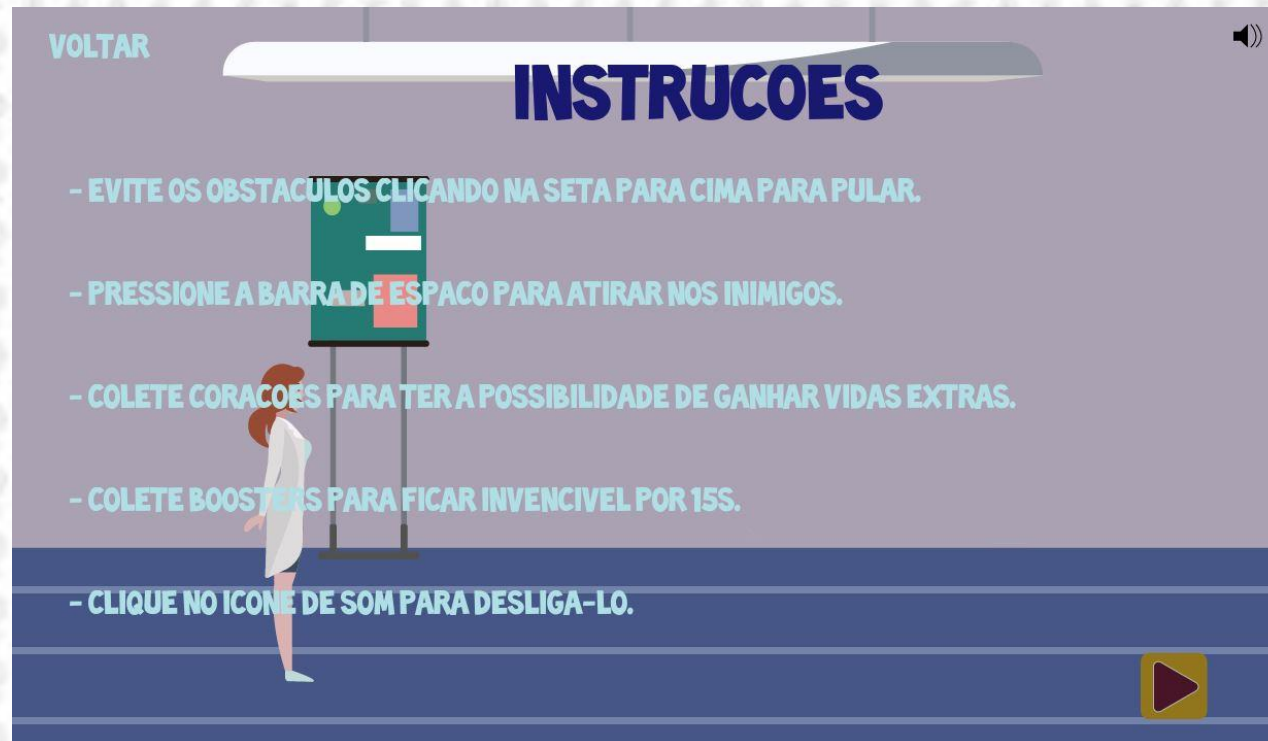 VOLTAR
INSTRUCOES
- EVITE OS OBSTACULOS CLICANDO NA SETA PARA CIMA PARA PULAR.
- PRESSIONE A BARRA DE ESPACO PARA ATIRAR NOS INIMIGOS.
- COLETE CORACOES PARA TER A POSSIBILIDADE DE GANHAR VIDAS EXTRAS.
- COLETE BOOSTERS PARA FICAR INVENCIVEL POR 15S.
- CLIQUE NO ICONE DE SOM PARA DESLIGA-LO.